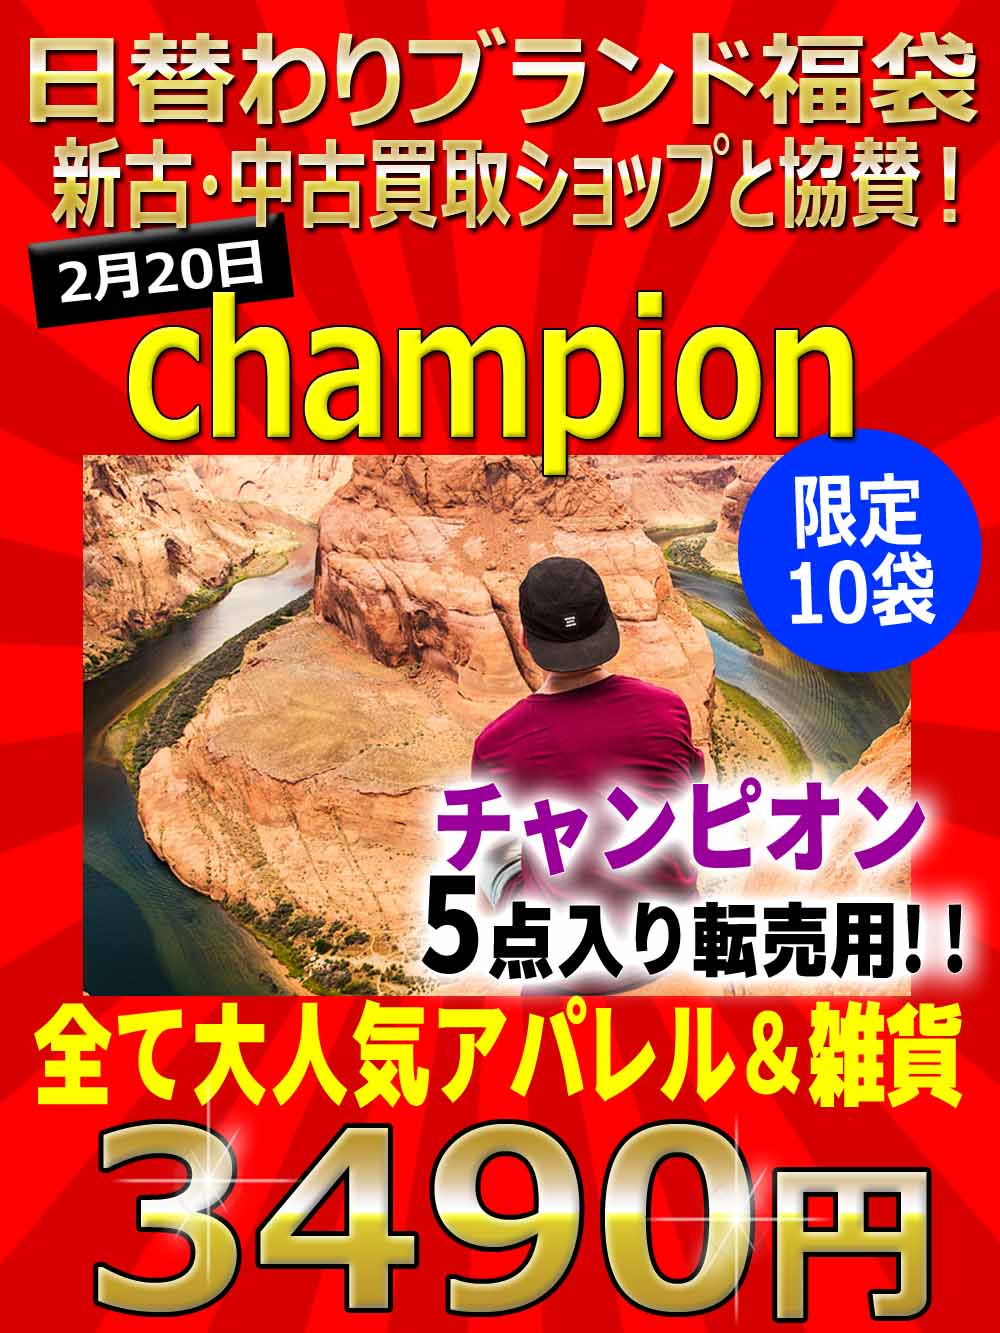 日替わりブランド福袋
新古・中古買取ショップと協賛！
2月20日
champion
限定
10袋
チャンピオン
5点入り転売用!!
全て大人気アパレル＆雑貨
3490円